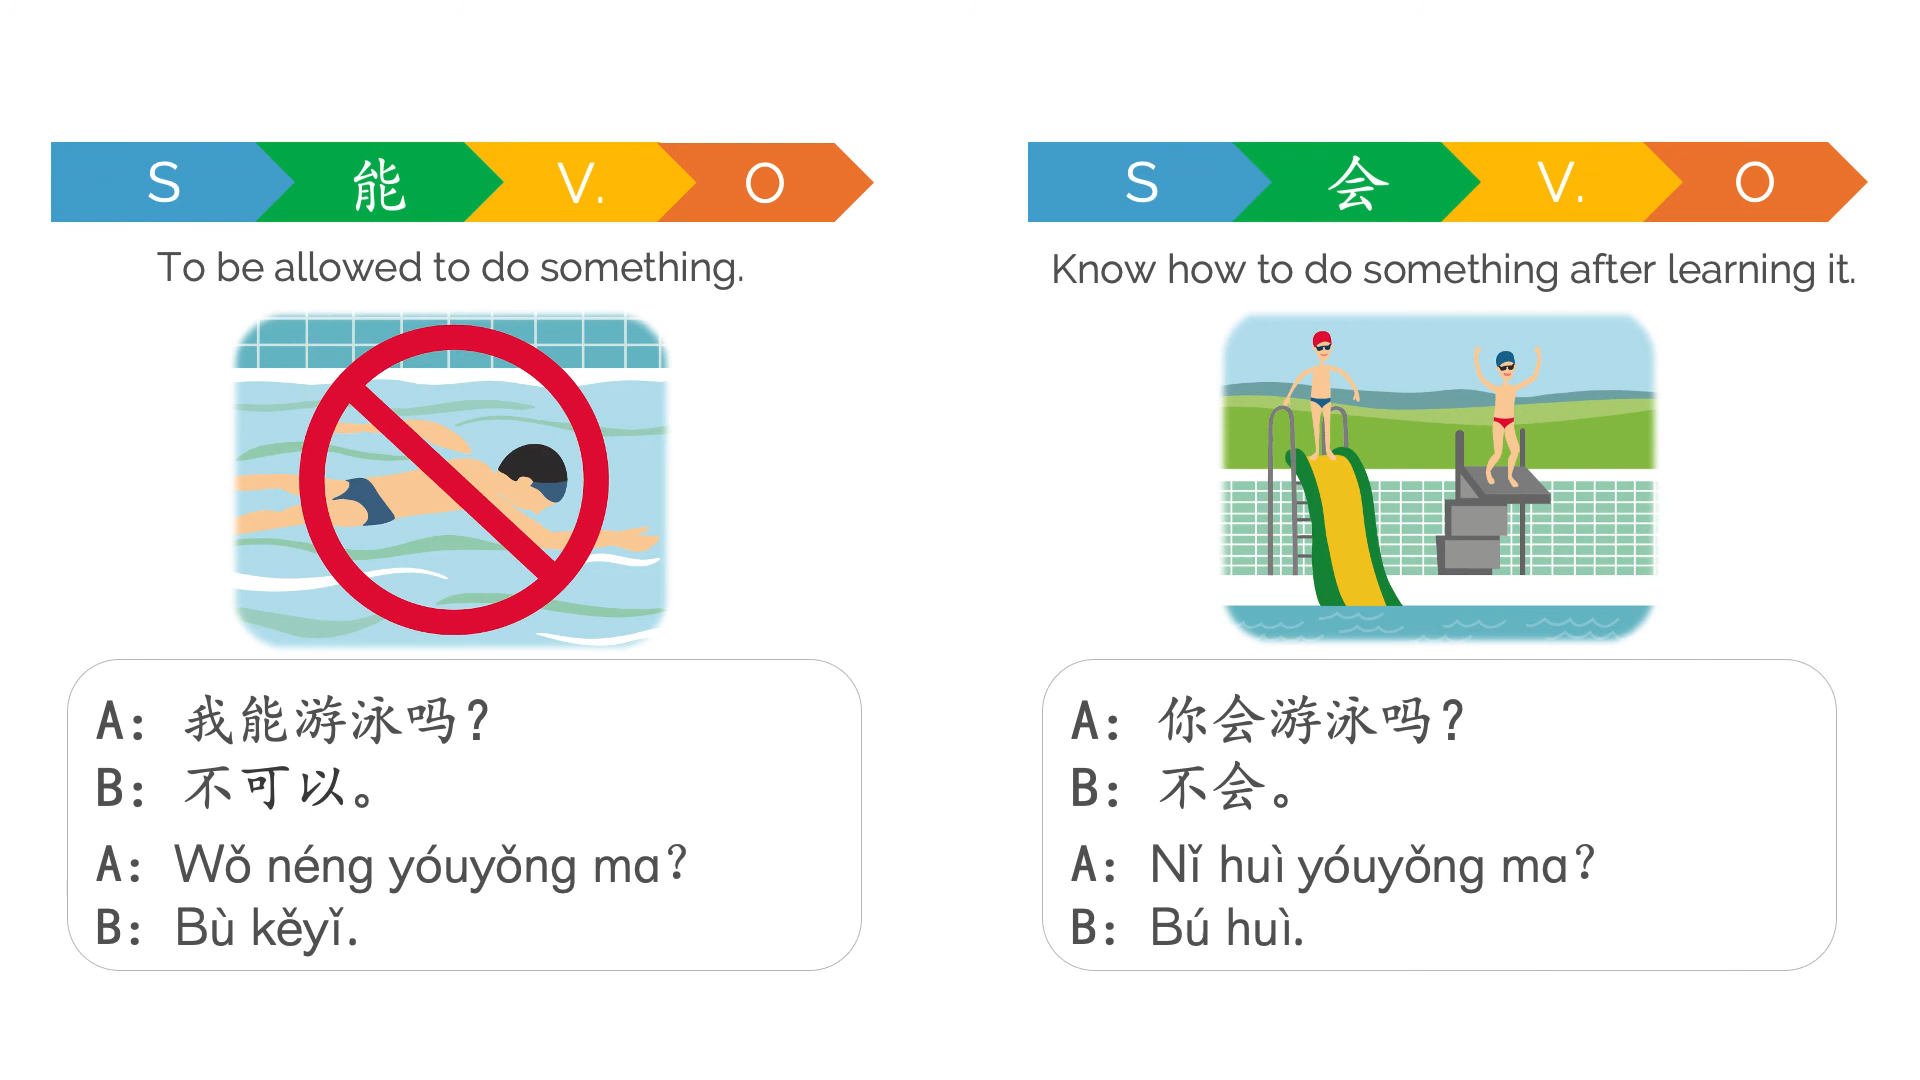 S 能 V. O
To be allowed to do something.
A: 我能游泳吗?
B: 不可以。
A: Wǒ néng yóuyǒng ma?
B: Bù kěyǐ.
S 会 V. O
Know how to do something after learning it.
A: 你会游泳吗?
B: 不会。
A: Nǐ huì yóuyǒng ma?
B: Bú huì.